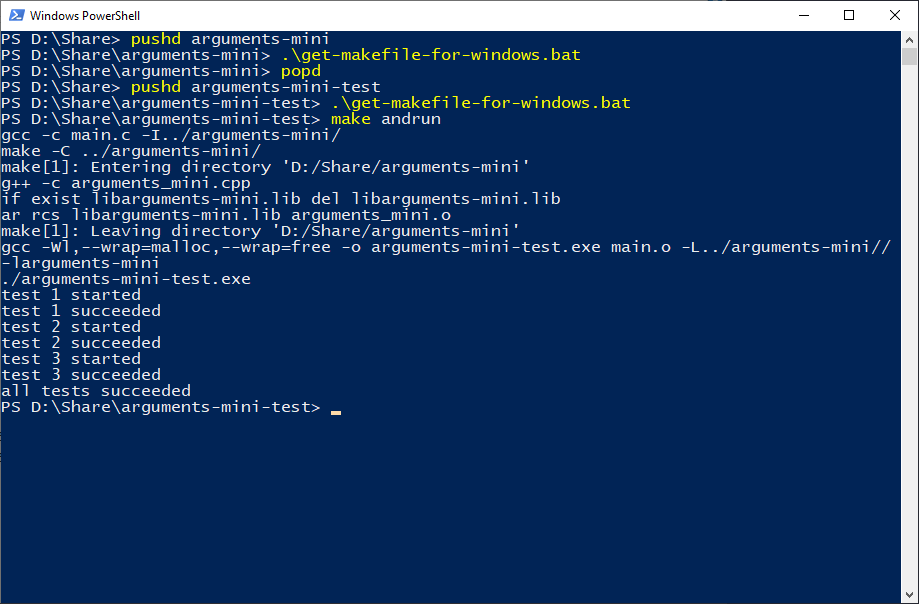 Windows PowerShell
PS D:\Share> pushd arguments-mini
PS D:\Share\arguments-mini> .\get-makefile-for-windows.bat
PS D:\Share\arguments-mini> popd
PS D:\Share> pushd arguments-mini-test
PS D:\Share\arguments-mini-test> .\get-makefile-for-windows.bat
PS D:\Share\arguments-mini-test> make andrun
gcc -c main.c -I../arguments-mini/
make -C ../arguments-mini/
make[1]: Entering directory 'D:/Share/arguments-mini'
g++ -c arguments_mini.cpp
if exist libarguments-mini.lib del libarguments-mini.lib
ar rcs libarguments-mini.lib arguments_mini.o
make[1]: Leaving directory 'D:/Share/arguments-mini'
gcc -Wl,--wrap=malloc,--wrap=free -o arguments-mini-test.exe main.o -L../arguments-mini//
-larguments-mini
./arguments-mini-test.exe
test 1 started
test 1 succeeded
test 2 started
test 2 succeeded
test 3 started
test 3 succeeded
all tests succeeded
PS D:\Share\arguments-mini-test>